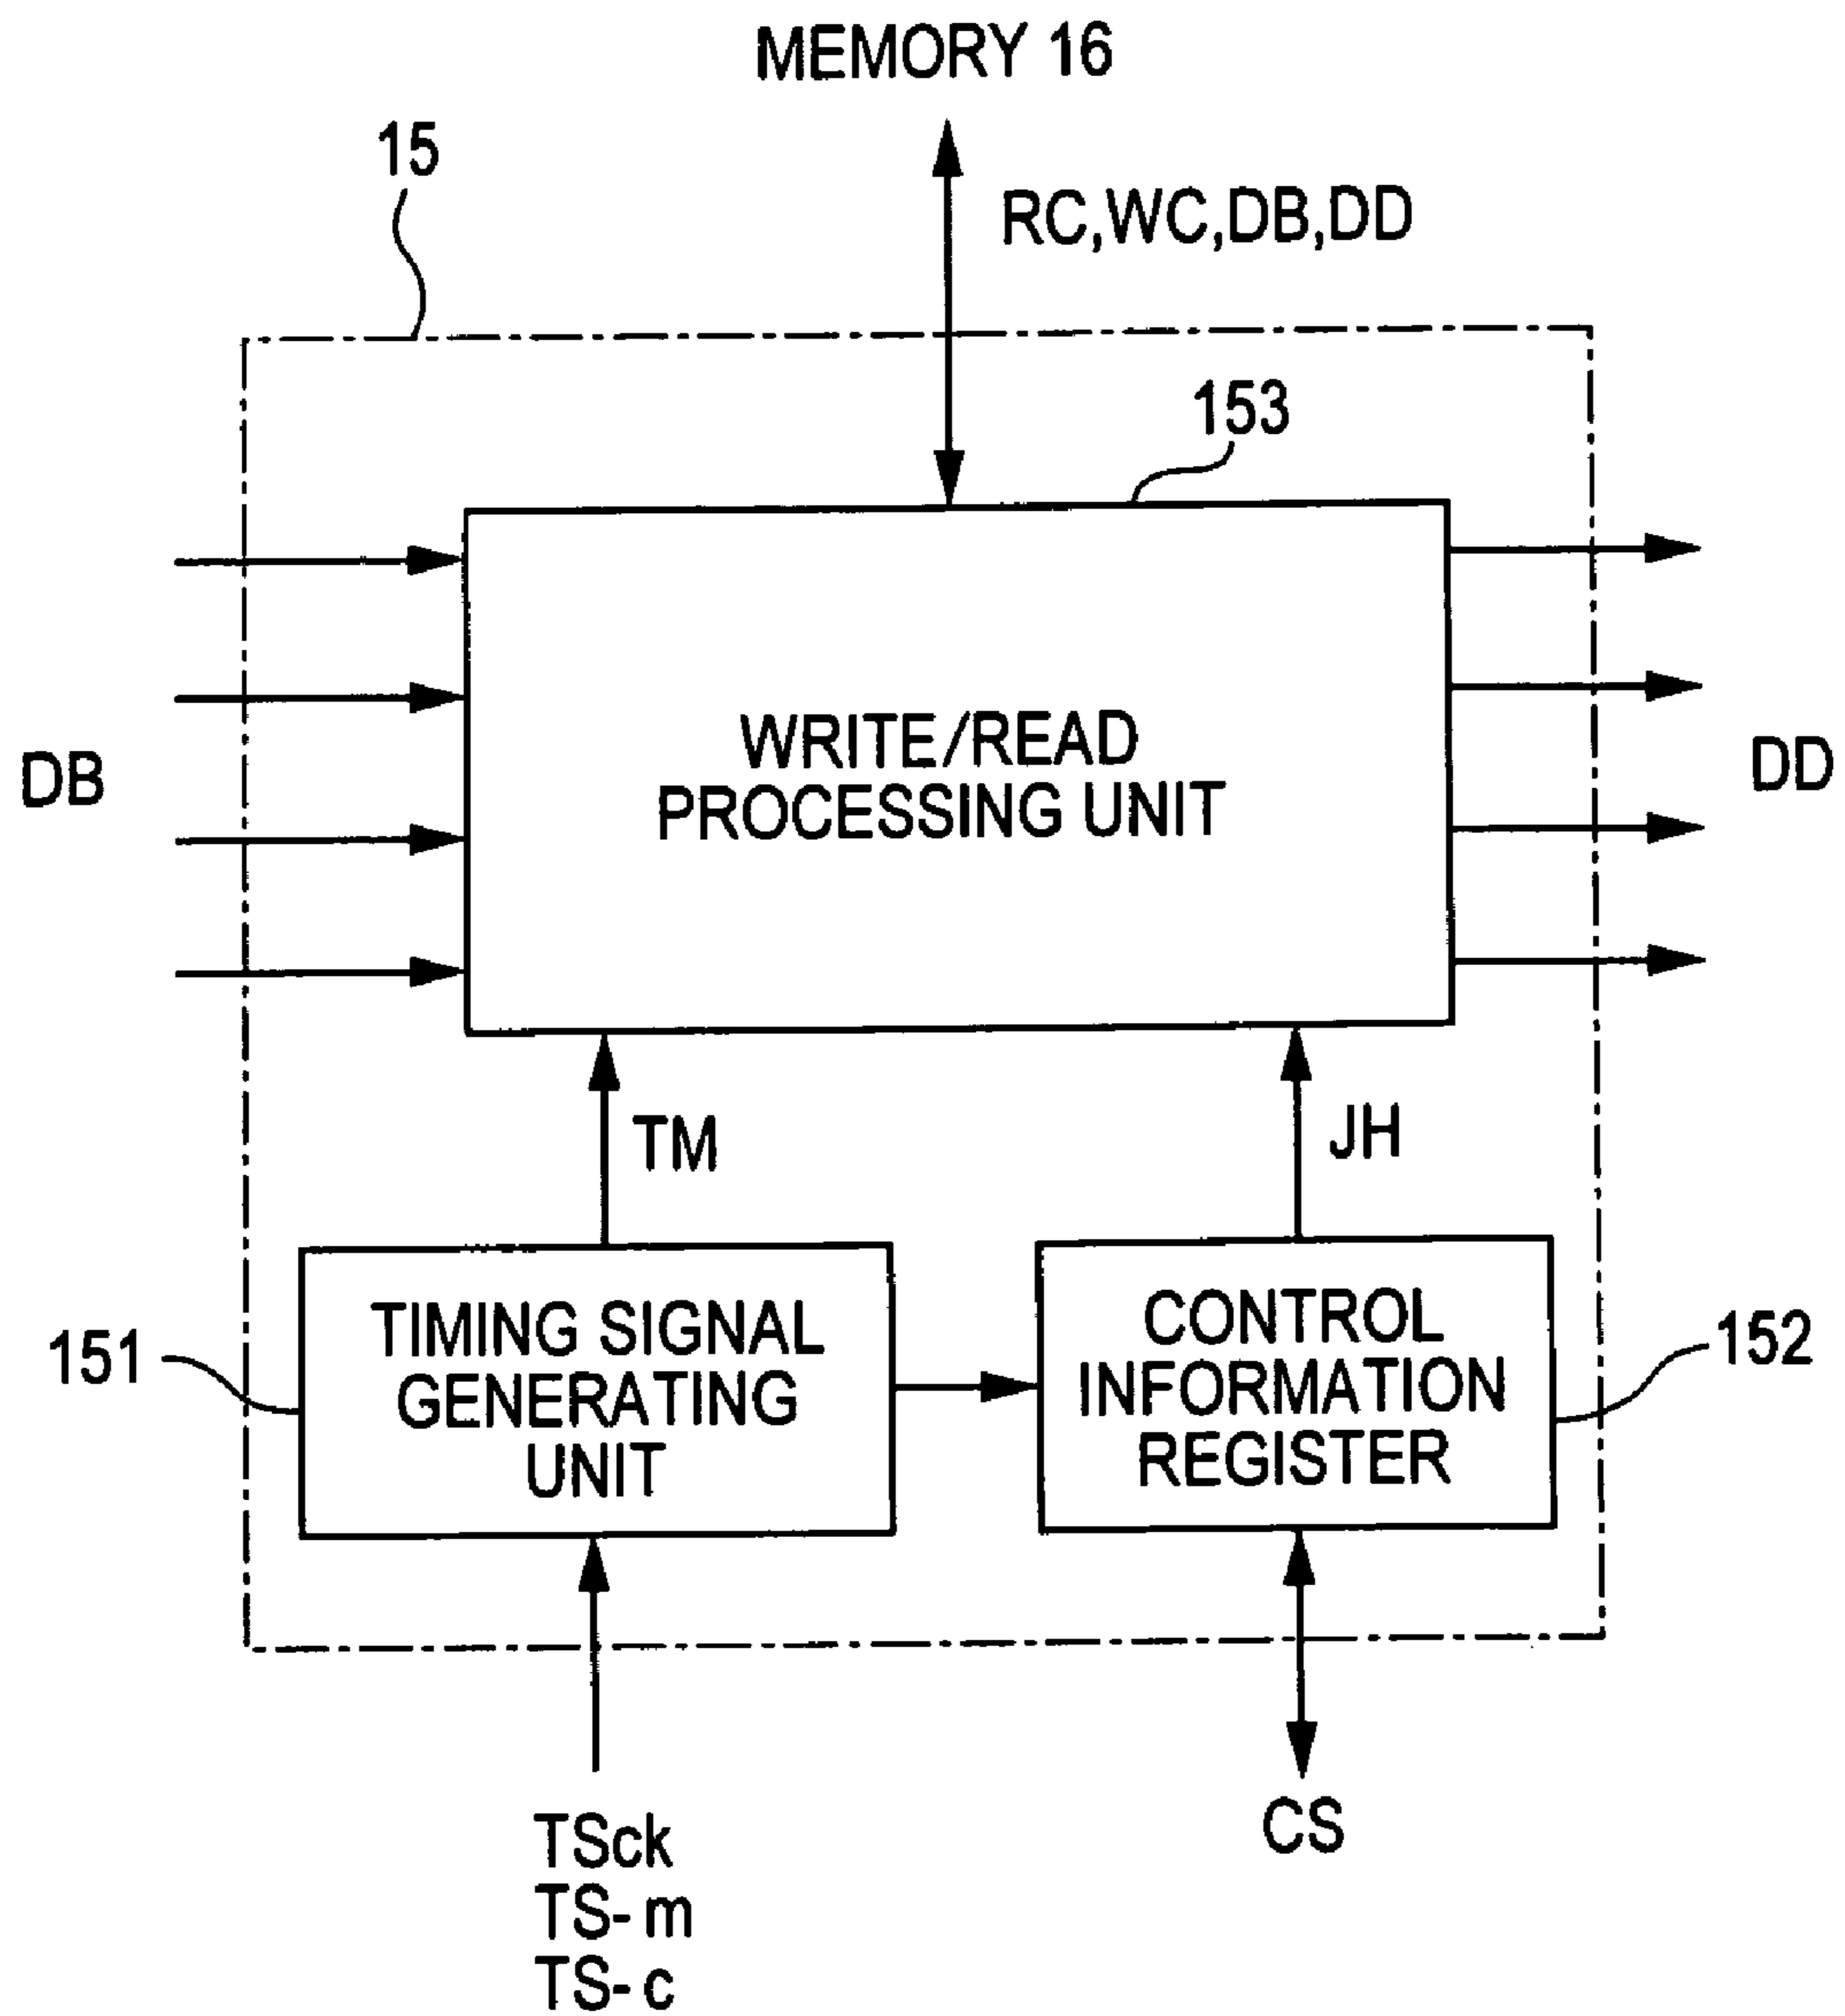 MEMORY 16
15
RC,WC,DB,DD
153
WRITE/READ
PROCESSING UNIT
DB
DD
TM
JH
TIMING SIGNAL
GENERATING
UNIT
151
CONTROL
INFORMATION
REGISTER
152
TSck
TS-m
TS-c
CS